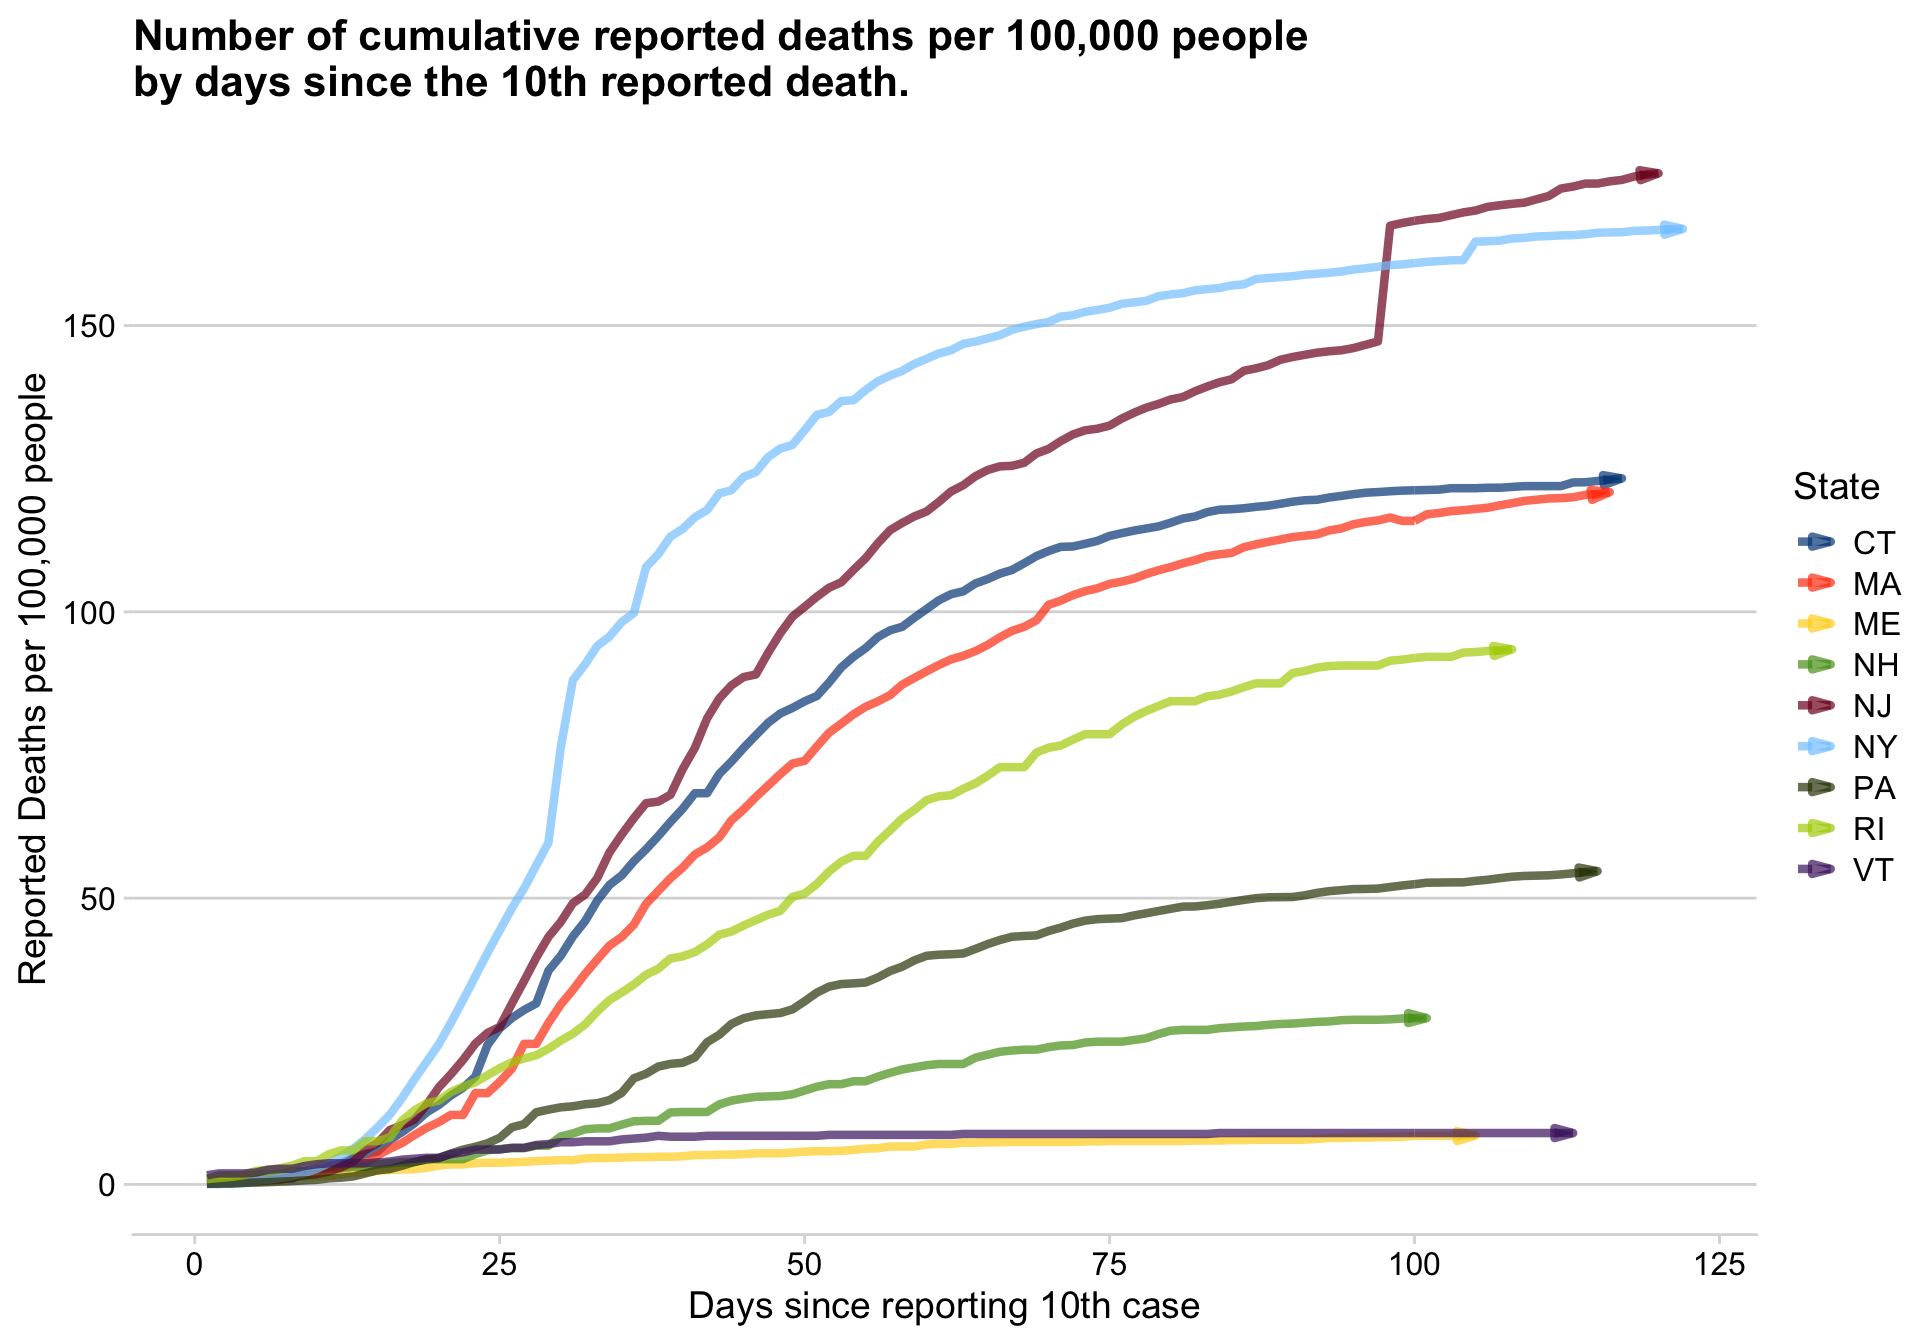 Number of cumulative reported deaths per 100,000 people
by days since the 10th reported death.
Reported Deaths per 100,000 people
150
100
50
0
0
25
50
75
100
125
Days since reporting 10th case
State
CT
MA
ME
NH
NJ
NY
PA
RI
VT